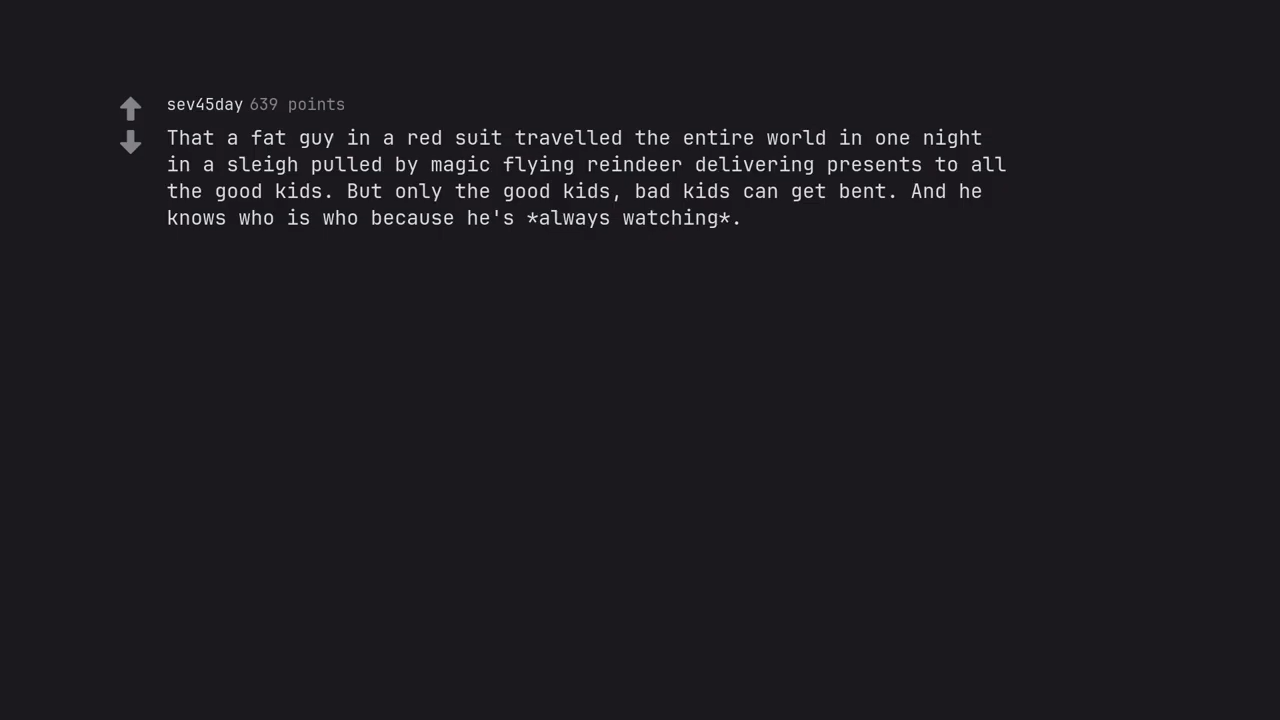 sev45day 639 points
That a fat guy in a red suit travelled the entire world in one night
in a sleigh pulled by magic flying reindeer delivering presents to all
the good kids. But only the good kids, bad kids can get bent. And he
knows who is who because he's *always watching*.